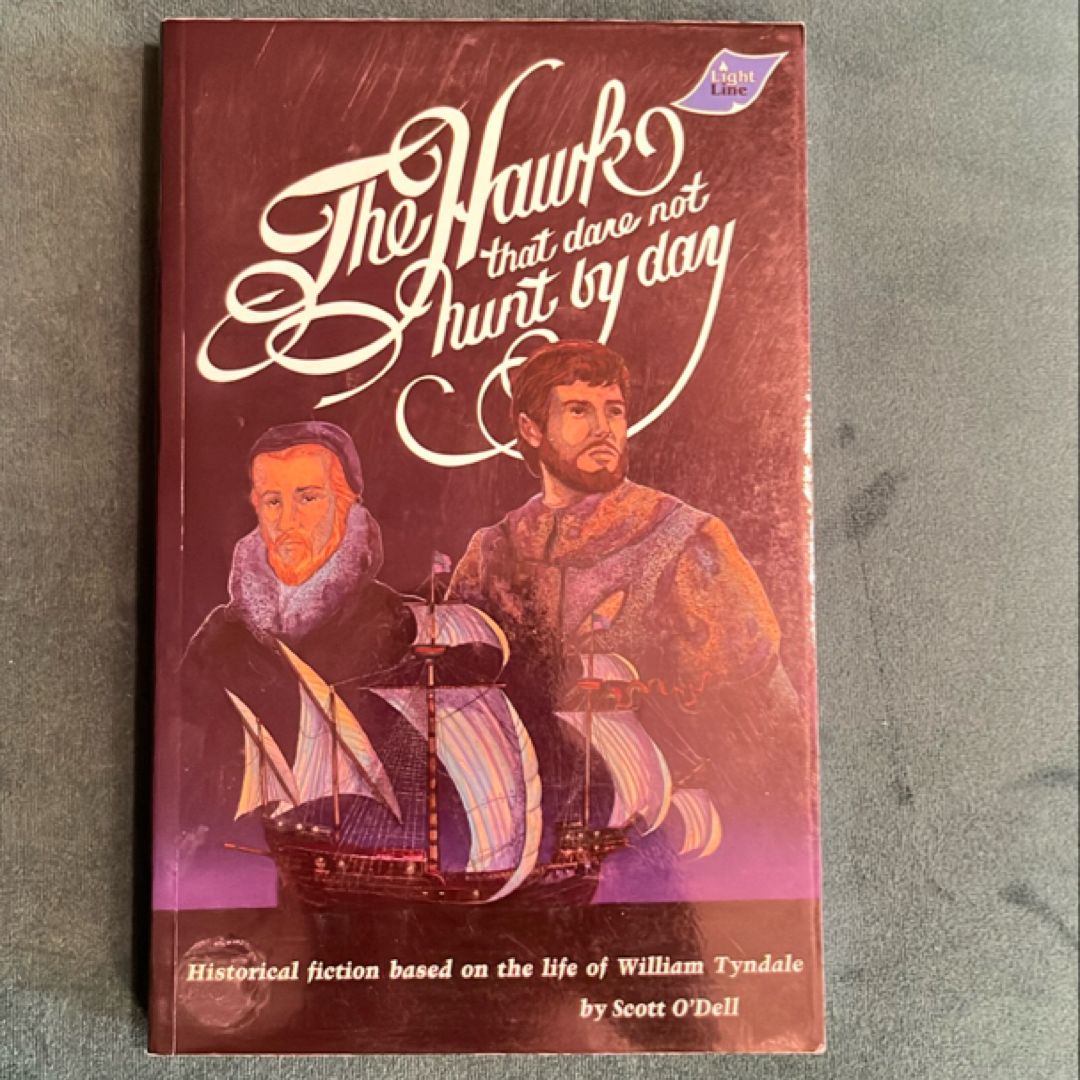 Light
Line
The Hawk
that dare not
hunt by day
Historical fiction based on the life of William Tyndale
by Scott O'Dell